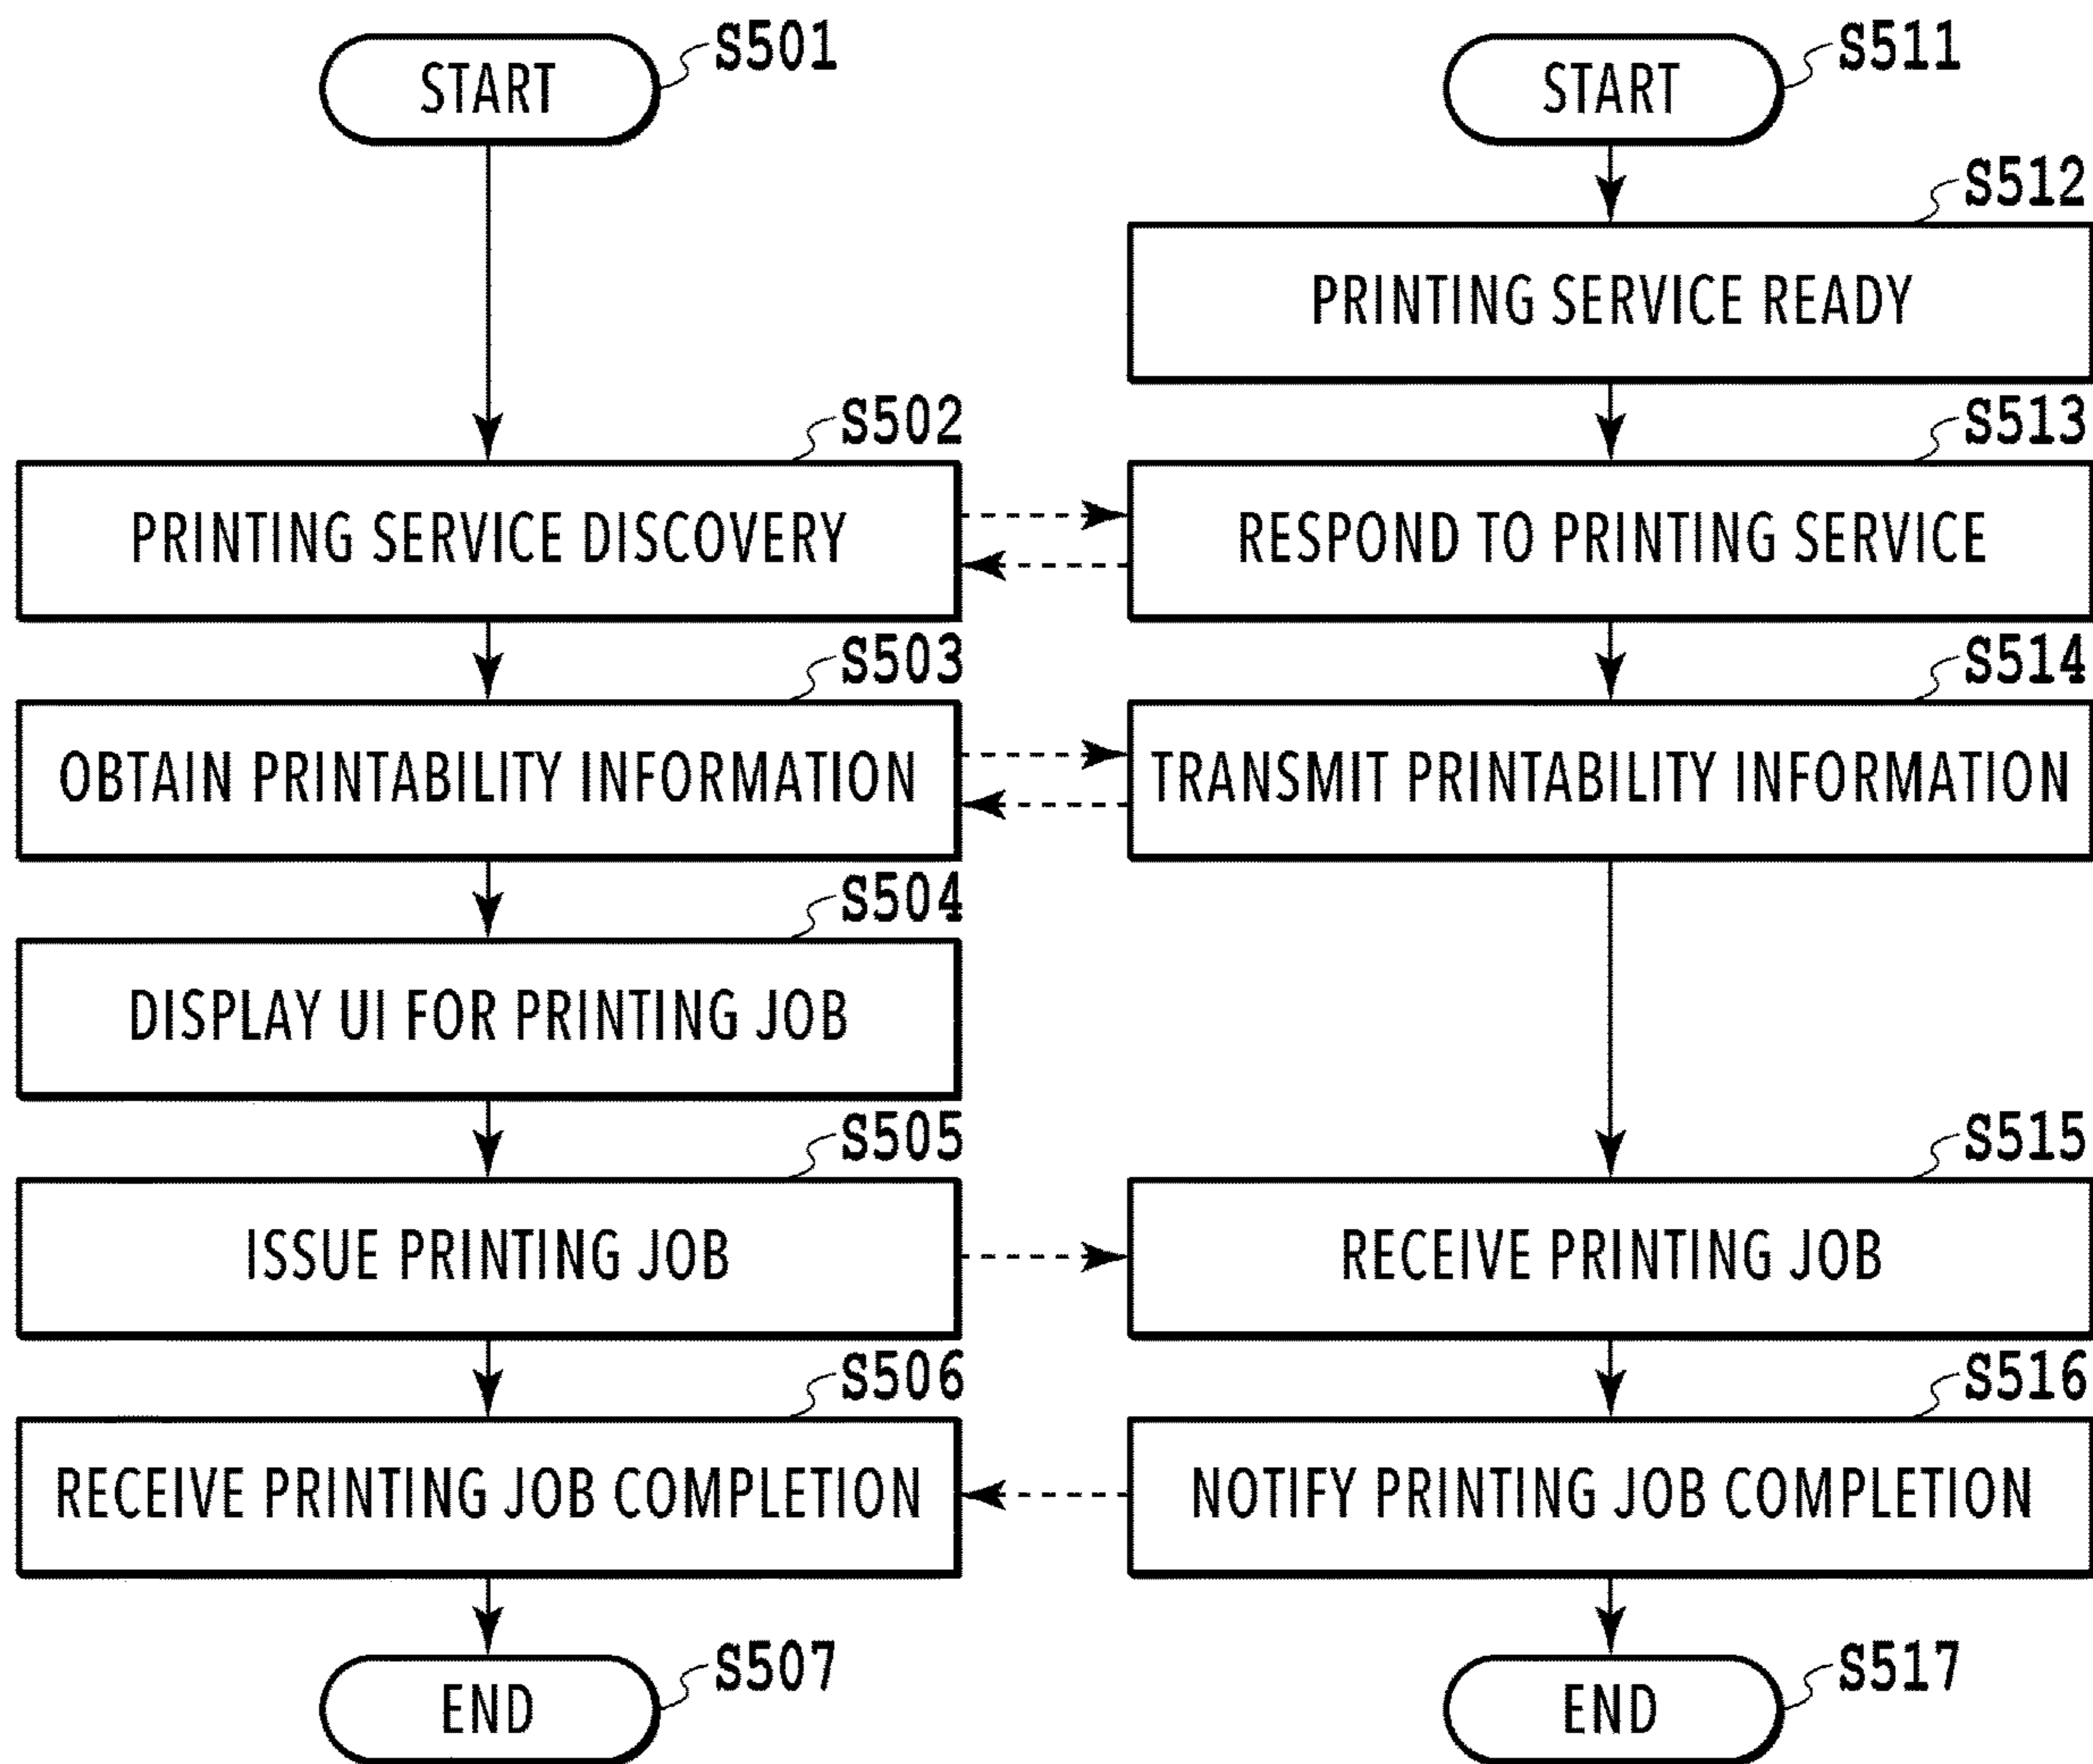 START
S501
START
S511
S512
PRINTING SERVICE READY
S502
S513
PRINTING SERVICE DISCOVERY
RESPOND TO PRINTING SERVICE
S503
S514
OBTAIN PRINTABILITY INFORMATION
TRANSMIT PRINTABILITY INFORMATION
S504
DISPLAY UI FOR PRINTING JOB
S505
S515
ISSUE PRINTING JOB
RECEIVE PRINTING JOB
S506
S516
RECEIVE PRINTING JOB COMPLETION
NOTIFY PRINTING JOB COMPLETION
END
S507
END
S517